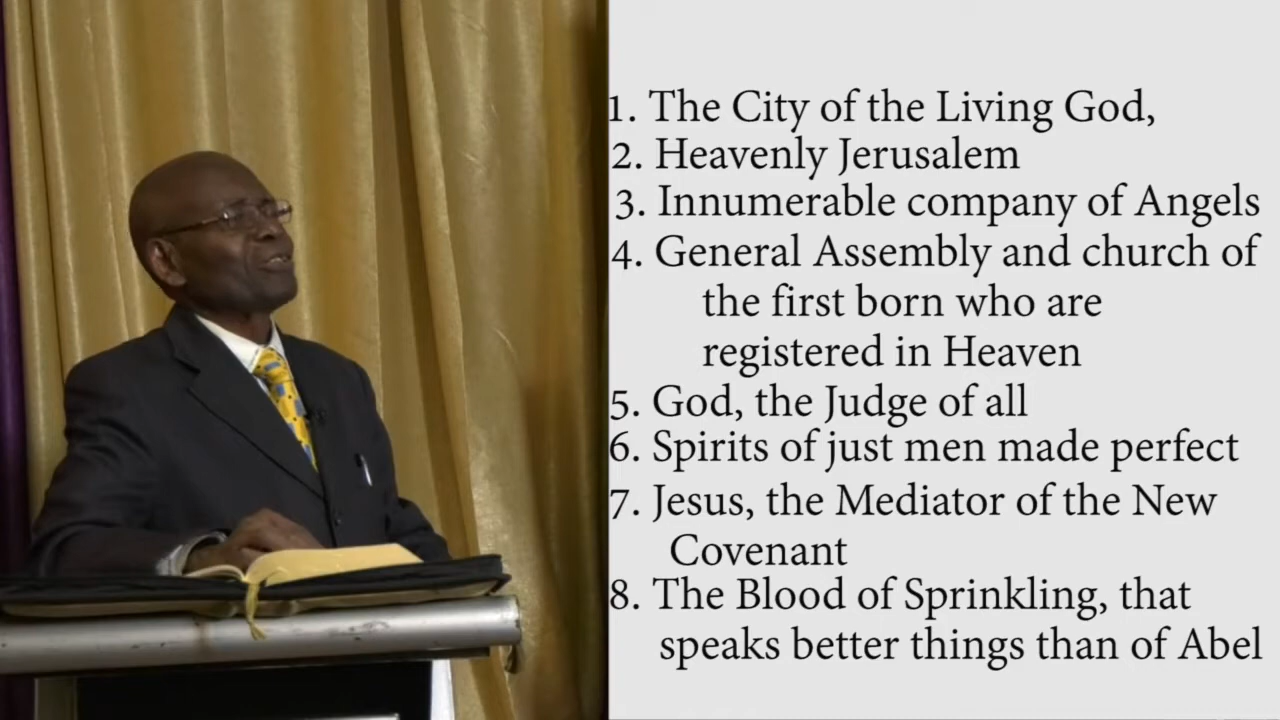 1. The City of the Living God,
2. Heavenly Jerusalem
3. Innumerable company of Angels
4. General Assembly and church of
the first born who are
registered in Heaven
5. God, the Judge of all
6. Spirits of just men made perfect
7. Jesus, the Mediator of the New
Covenant
8. The Blood of Sprinkling, that
speaks better things than of Abel